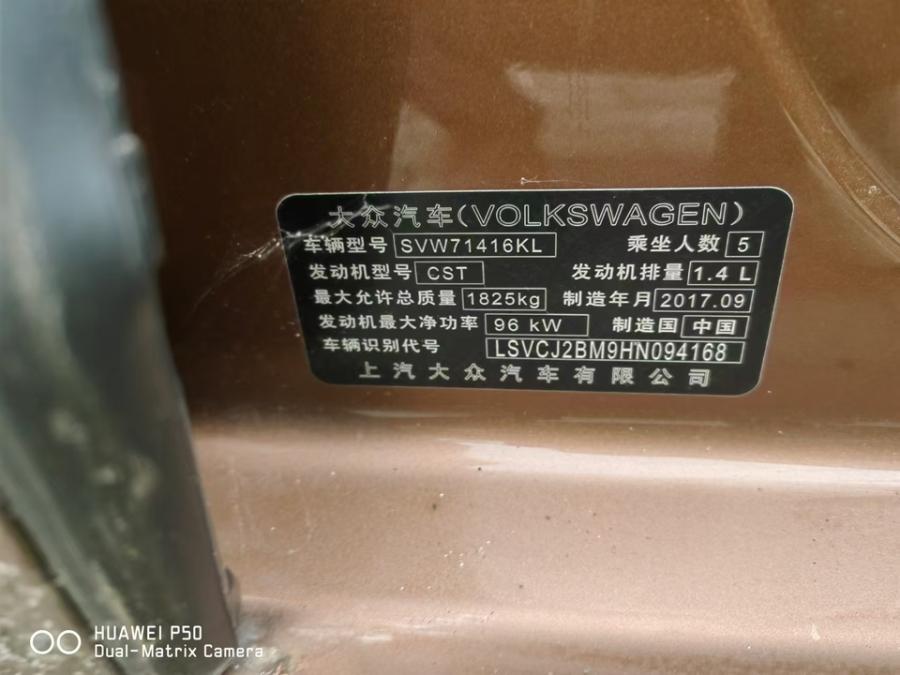 大众汽车(VOLKSWAGEN)
车辆型号 SVW71416KL 乘坐人数 5
发动机型号 CST 发动机排量 1.4 L
最大允许总质量 1825kg 制造年月 2017.09
发动机最大净功率 96 kW 制造国 中国
车辆识别代号 LSVCJ2BM9HN094168
上汽大众汽车有限公司
HUAWEI P50
Dual-Matrix Camera